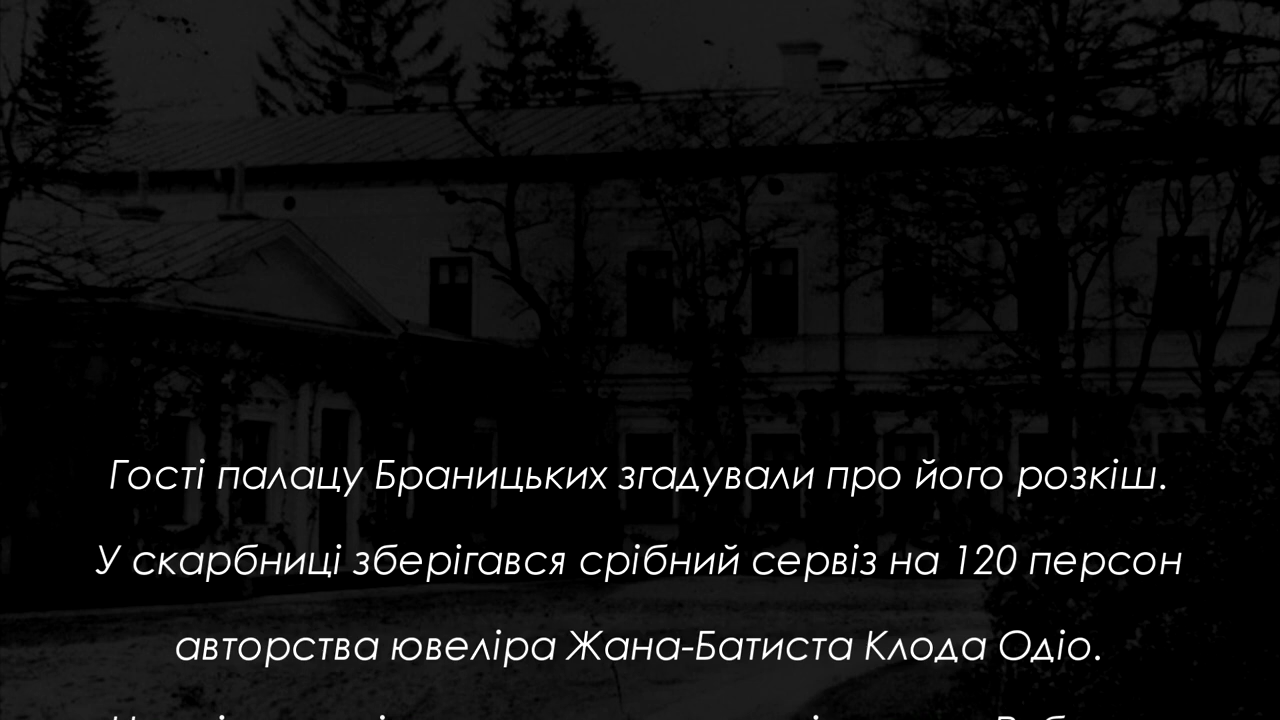 Гості палацу Браницьких згадували про його розкіш.
У скарбниці зберігався срібний сервіз на 120 персон
авторства ювеліра Жана-Батиста Клода Одіо.